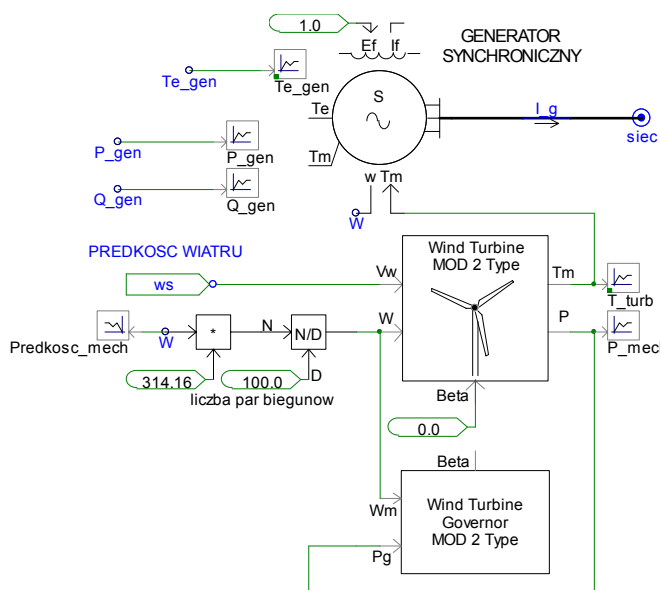 1.0
GENERATOR
SYNCHRONICZNY
Ef If
Te_gen
Te_gen
S
Te
I_g
siec
P_gen
P_gen
Tm
Q_gen
Q_gen
w Tm
W
PREDKOSC WIATRU
Wind Turbine
MOD 2 Type
ws
Vw
Tm
T_turb
Predkosc_mech
W
*
N
N/D
W
P
P_mech
314.16
100.0
D
liczba par biegunow
Beta
0.0
Beta
Wm
Wind Turbine
Governor
MOD 2 Type
Pg